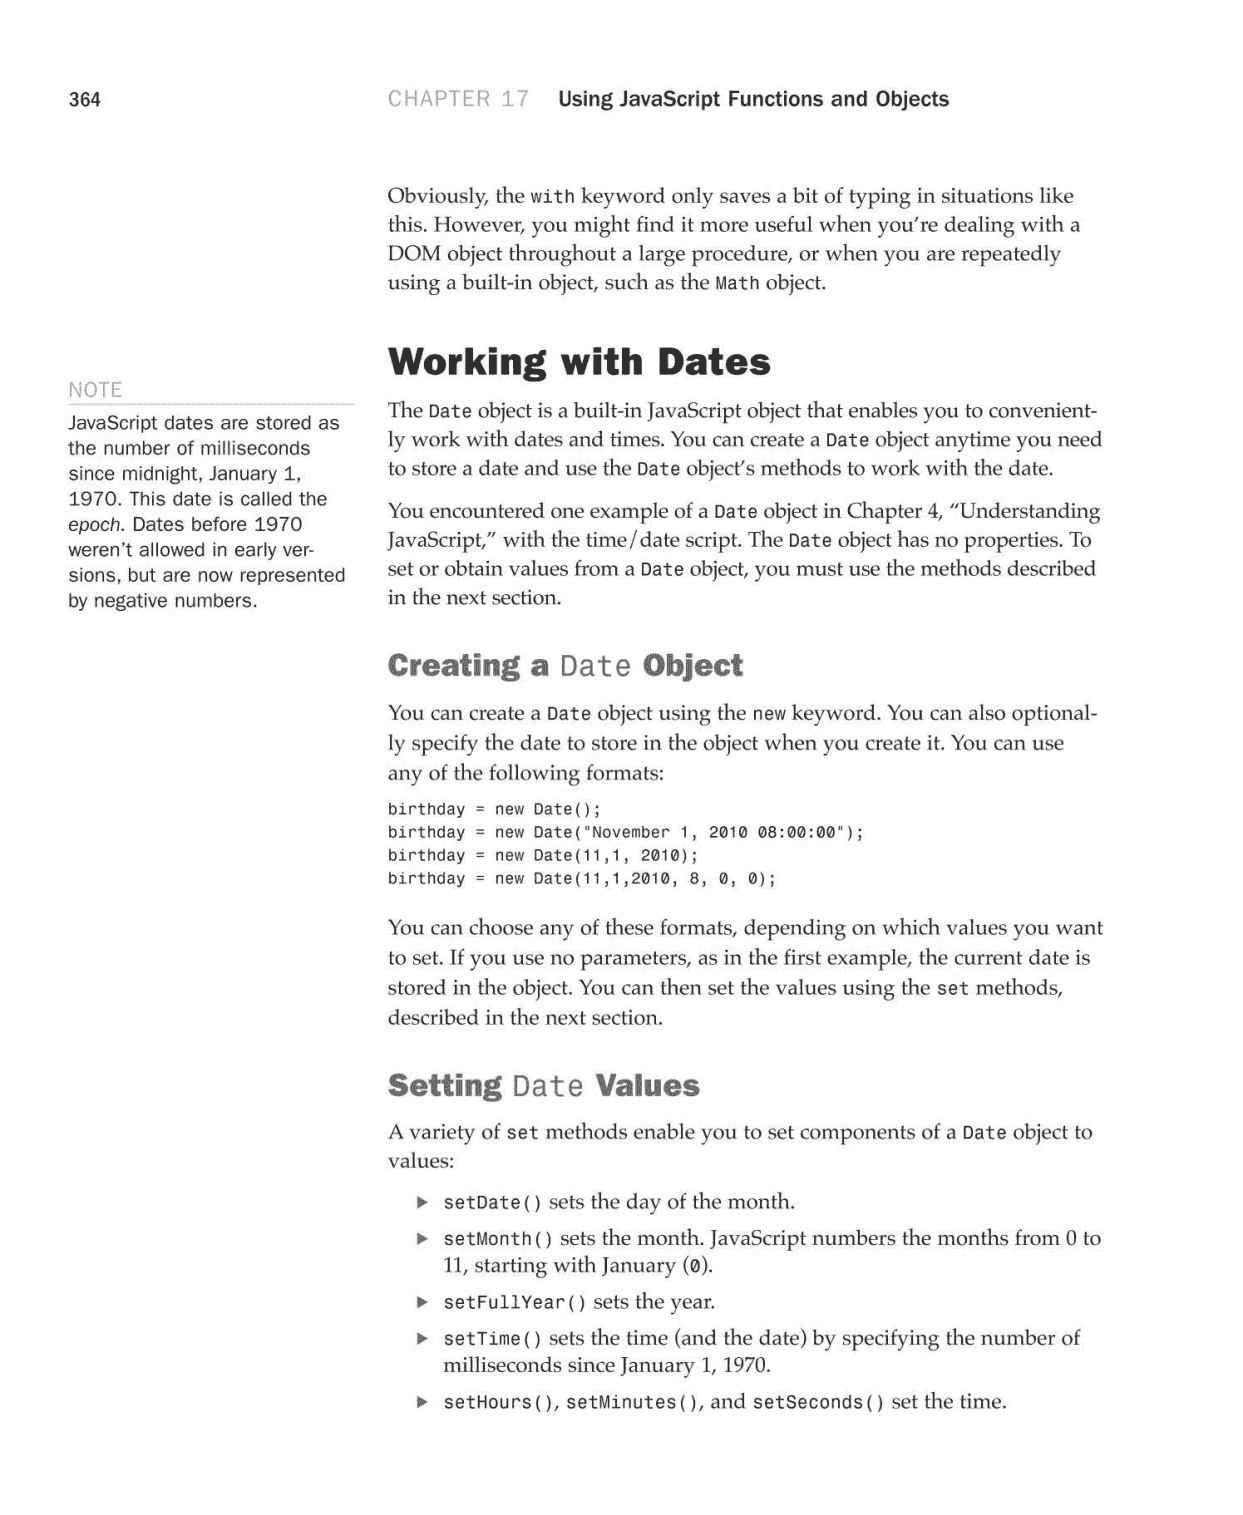 364
CHAPTER 17 Using JavaScript Functions and Objects
Obviously, the with keyword only saves a bit of typing in situations like
this. However, you might find it more useful when you're dealing with a
DOM object throughout a large procedure, or when you are repeatedly
using a built-in object, such as the Math object.
Working with Dates
NOTE
JavaScript dates are stored as
the number of milliseconds
since midnight, January 1,
1970. This date is called the
epoch. Dates before 1970
weren't allowed in early ver-
sions, but are now represented
by negative numbers.
The Date object is a built-in JavaScript object that enables you to convenient-
ly work with dates and times. You can create a Date object anytime you need
to store a date and use the Date object's methods to work with the date.
You encountered one example of a Date object in Chapter 4, "Understanding
JavaScript," with the time/date script. The Date object has no properties. To
set or obtain values from a Date object, you must use the methods described
in the next section.
Creating a Date Object
You can create a Date object using the new keyword. You can also optional-
ly specify the date to store in the object when you create it. You can use
any of the following formats:
birthday = new Date();
birthday = new Date("November 1, 2010 08:00:00");
birthday = new Date(11,1, 2010);
birthday = new Date(11,1,2010, 8, 0, 0);
You can choose any of these formats, depending on which values you want
to set. If you use no parameters, as in the first example, the current date is
stored in the object. You can then set the values using the set methods,
described in the next section.
Setting Date Values
A variety of set methods enable you to set components of a Date object to
values:
▶ setDate() sets the day of the month.
▶ setMonth() sets the month. JavaScript numbers the months from 0 to
11, starting with January (0).
▶ setFullYear() sets the year.
▶ setTime() sets the time (and the date) by specifying the number of
milliseconds since January 1, 1970.
▶ setHours(), setMinutes(), and setSeconds() set the time.